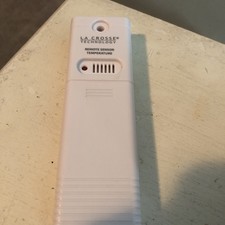 LA CROSSE®
TECHNOLOGY
REMOTE SENSOR
TEMPERATURE